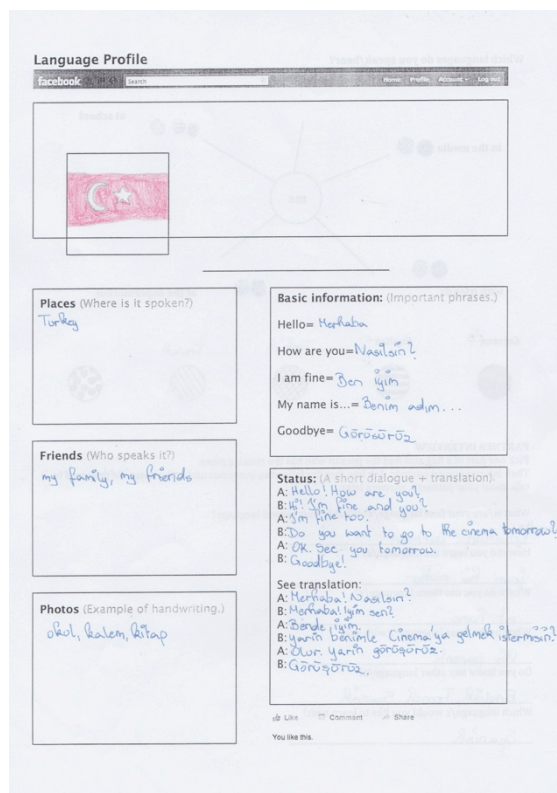 Language Profile
facebook Search Home Profile Account Log out
Places (Where is it spoken?)
Turkey
Friends (Who speaks it?)
my family, my friends
Photos (Example of handwriting.)
okul, kalem, kitap
Basic information: (Important phrases.)
Hello= Merhaba
How are you= Nasılsın?
I am fine= Ben iyim
My name is...= Benim adım...
Goodbye= Görüsürüz
Status: (A short dialogue + translation)
A: Hello! How are you?
B: Hi! I'm fine and you?
A: I'm fine too.
B: Do you want to go to the cinema tomorrow?
A: OK. See you tomorrow.
B: Goodbye!
See translation:
A: Merhaba! Nasılsın?
B: Merhaba! Iyim sen?
A: Bende iyim.
B: yarin benimle Cinema'ya gelmek istermisin?
A: Olur. Yarin görüşürüz.
B: Görüşürüz.
Like Comment Share
You like this.